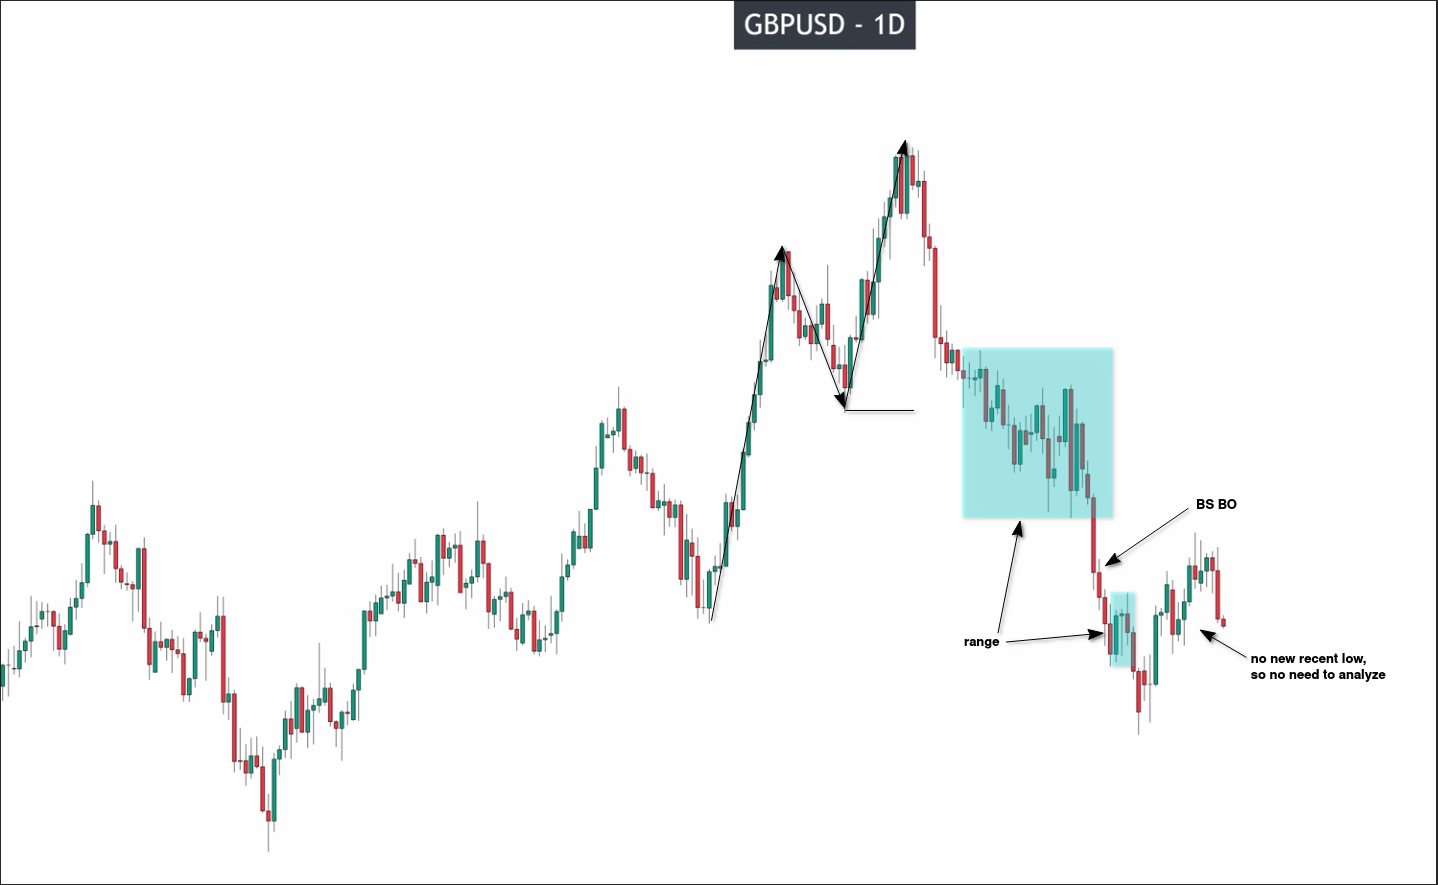 GBPUSD - 1D
BS BO
range
no new recent low,
so no need to analyze